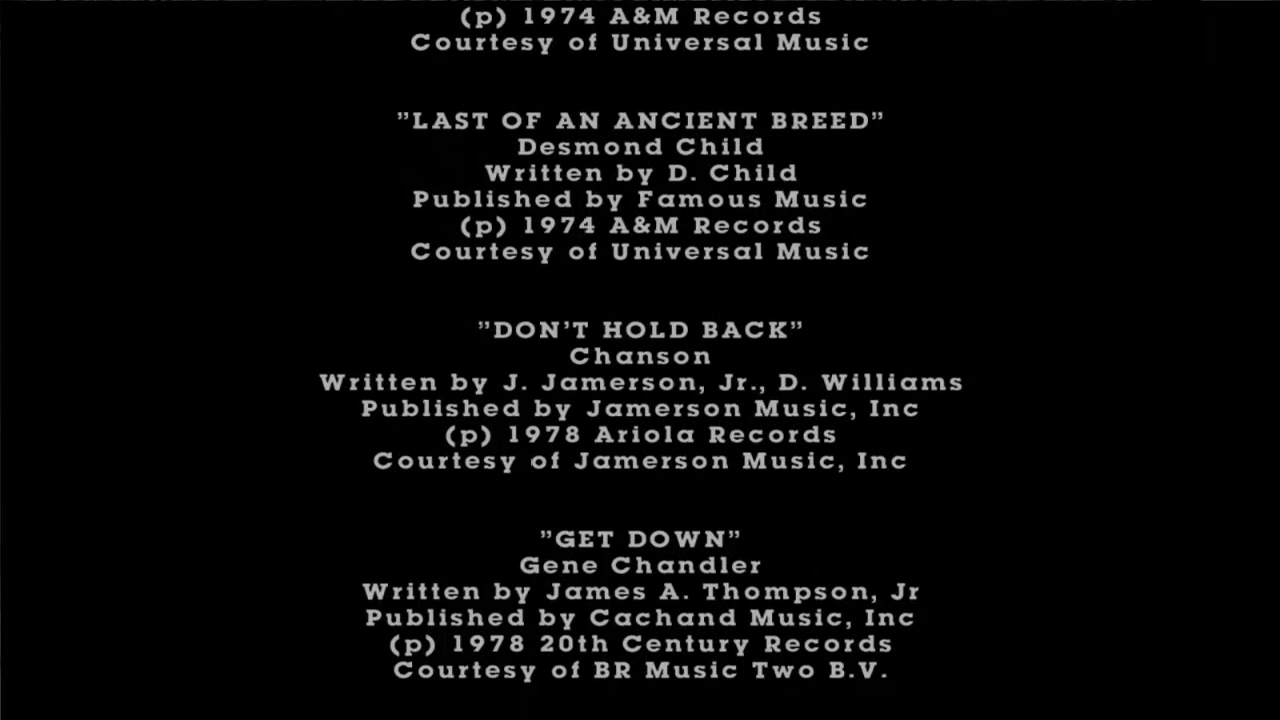 (p) 1974 A&M Records
Courtesy of Universal Music
”LAST OF AN ANCIENT BREED”
Desmond Child
Written by D. Child
Published by Famous Music
(p) 1974 A&M Records
Courtesy of Universal Music
”DON’T HOLD BACK”
Chanson
Written by J. Jamerson, Jr., D. Williams
Published by Jamerson Music, Inc
(p) 1978 Ariola Records
Courtesy of Jamerson Music, Inc
”GET DOWN”
Gene Chandler
Written by James A. Thompson, Jr
Published by Cachand Music, Inc
(p) 1978 20th Century Records
Courtesy of BR Music Two B.V.